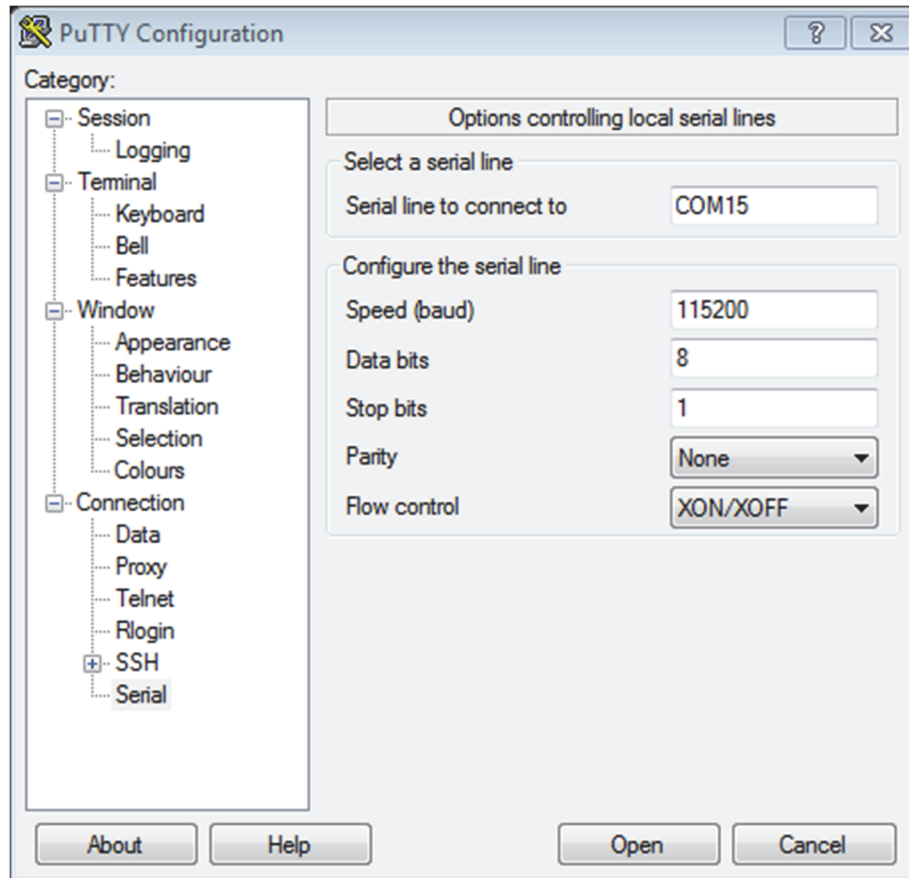 PuTTY Configuration
Category:
Session
Logging
Terminal
Keyboard
Bell
Features
Window
Appearance
Behaviour
Translation
Selection
Colours
Connection
Data
Proxy
Telnet
Rlogin
SSH
Serial
Options controlling local serial lines
Select a serial line
Serial line to connect to COM15
Configure the serial line
Speed (baud) 115200
Data bits 8
Stop bits 1
Parity None
Flow control XON/XOFF
About Help Open Cancel